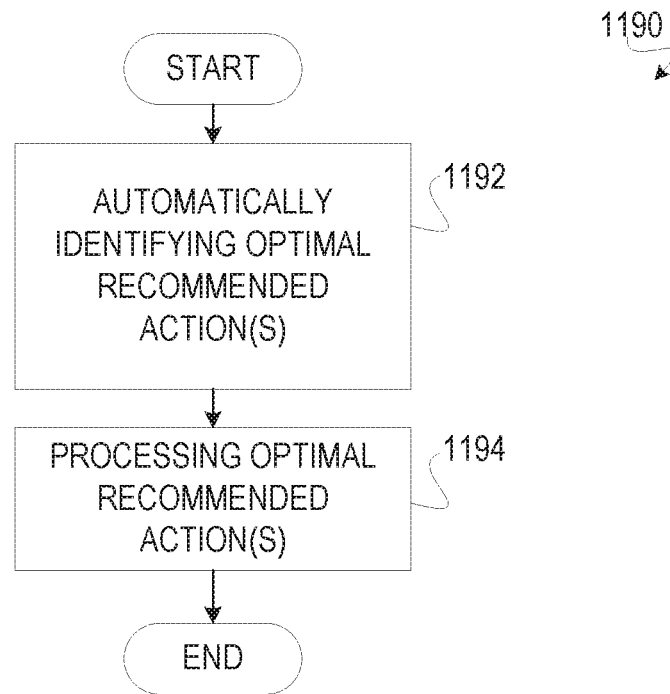 1190
START
AUTOMATICALLY
IDENTIFYING OPTIMAL
RECOMMENDED
ACTION(S)
1192
PROCESSING OPTIMAL
RECOMMENDED
ACTION(S)
1194
END